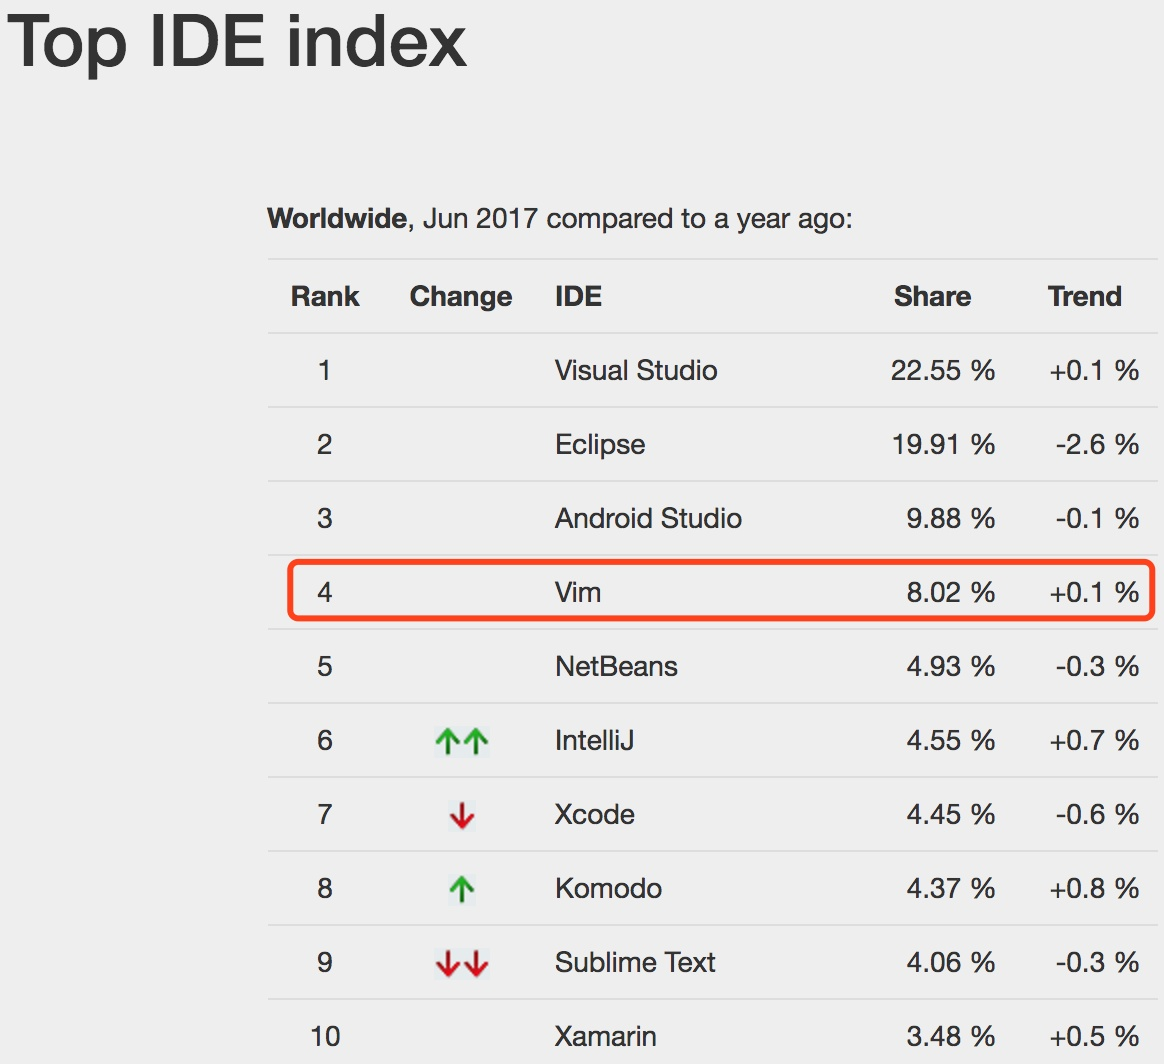 Top IDE index
Worldwide, Jun 2017 compared to a year ago:
Rank Change IDE Share Trend
1 Visual Studio 22.55 % +0.1 %
2 Eclipse 19.91 % -2.6 %
3 Android Studio 9.88 % -0.1 %
4 Vim 8.02 % +0.1 %
5 NetBeans 4.93 % -0.3 %
6 IntelliJ 4.55 % +0.7 %
7 Xcode 4.45 % -0.6 %
8 Komodo 4.37 % +0.8 %
9 Sublime Text 4.06 % -0.3 %
10 Xamarin 3.48 % +0.5 %